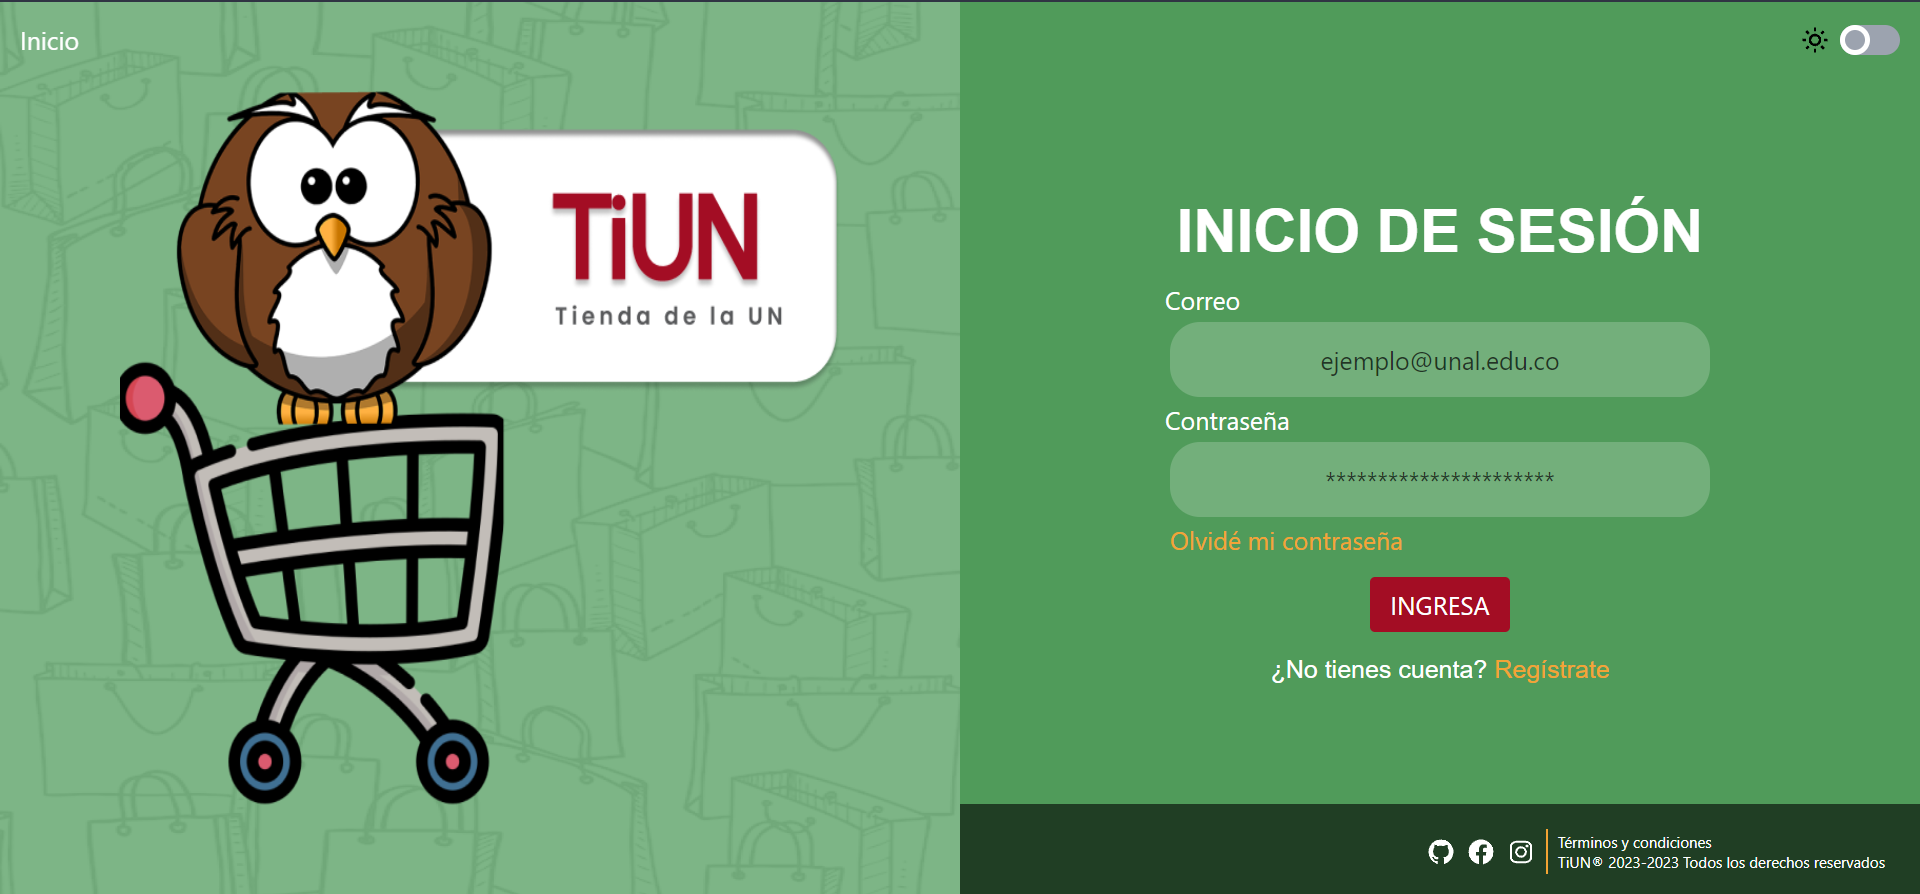 Inicio
TiUN
Tienda de la UN
INICIO DE SESIÓN
Correo
ejemplo@unal.edu.co
Contraseña
**********************
Olvidé mi contraseña
INGRESA
¿No tienes cuenta? Regístrate
Términos y condiciones
TiUN® 2023-2023 Todos los derechos reservados